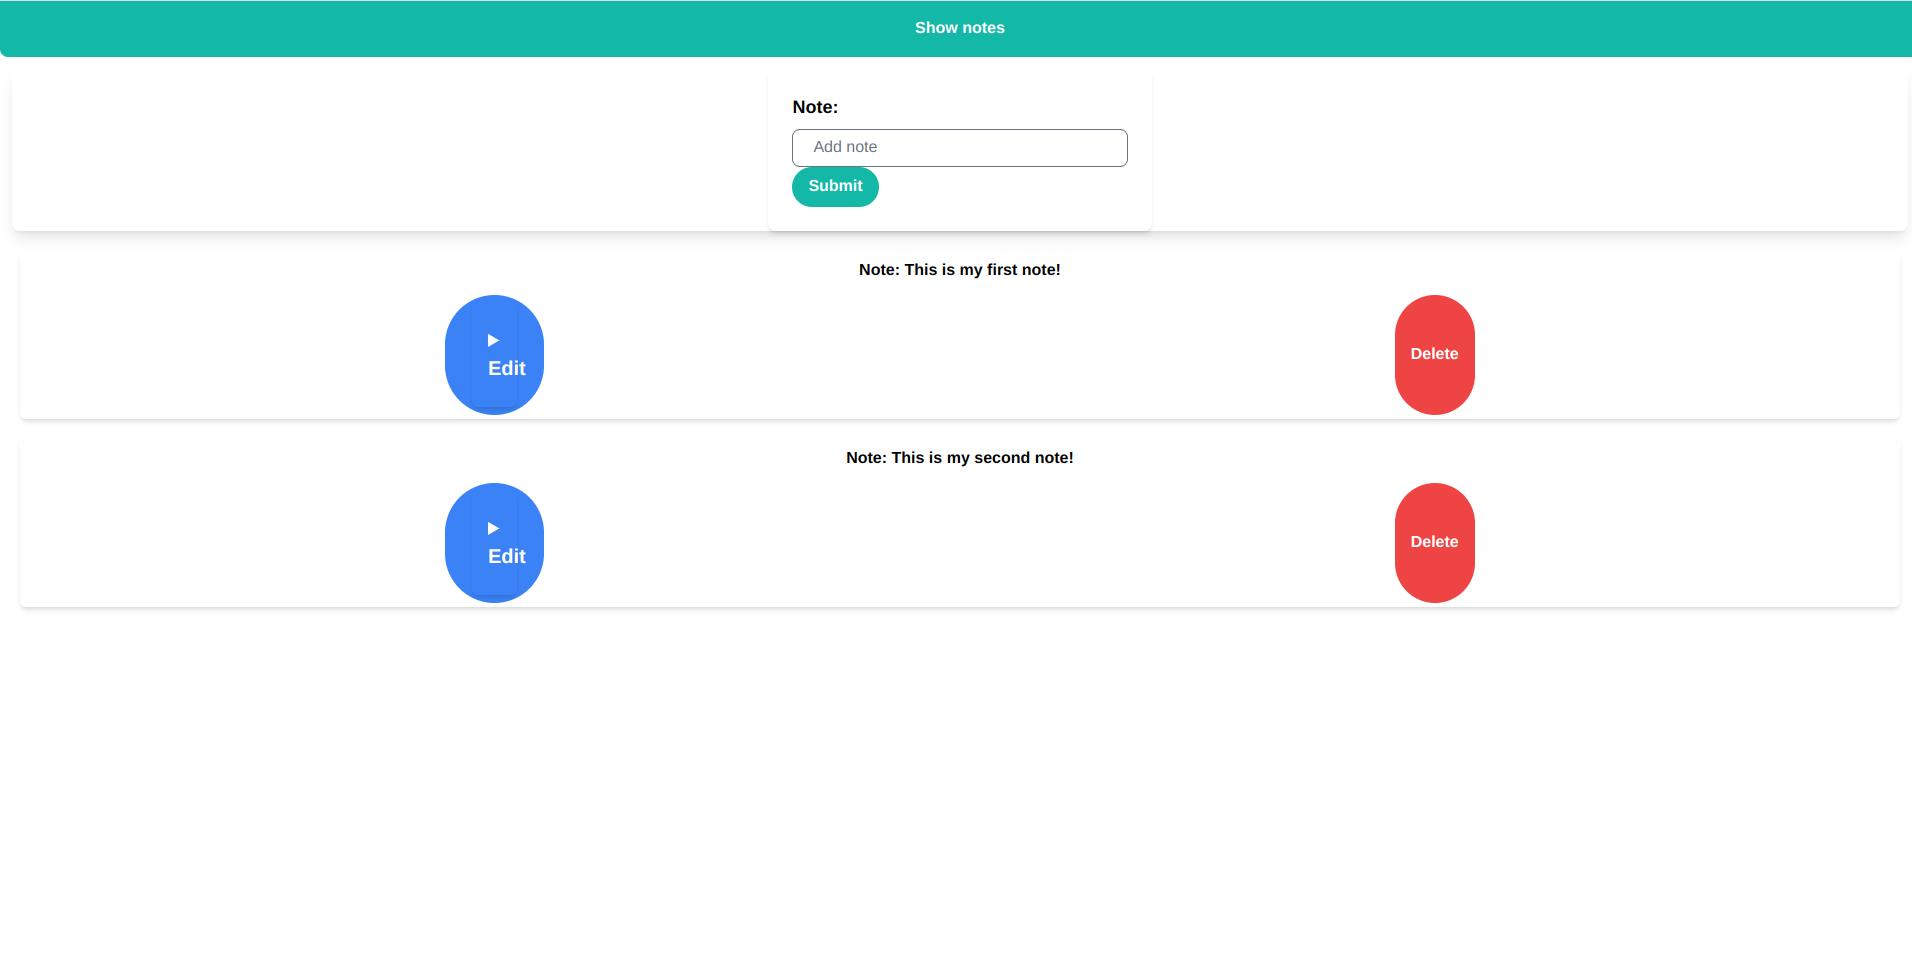 Show notes
Note:
Add note
Submit
Note: This is my first note!
Edit
Delete
Note: This is my second note!
Edit
Delete